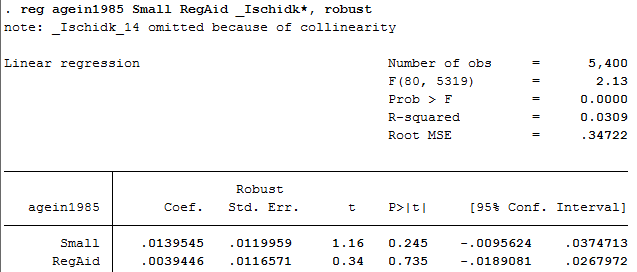 . reg agein1985 Small RegAid _Ischidk*, robust
note: _Ischidk_14 omitted because of collinearity
Linear regression Number of obs = 5,400
F(80, 5319) = 2.13
Prob > F = 0.0000
R-squared = 0.0309
Root MSE = .34722
Robust
agein1985 Coef. Std. Err. t P>|t| [95% Conf. Interval]
Small .0139545 .0119959 1.16 0.245 -.0095624 .0374713
RegAid .0039446 .0116571 0.34 0.735 -.0189081 .0267972